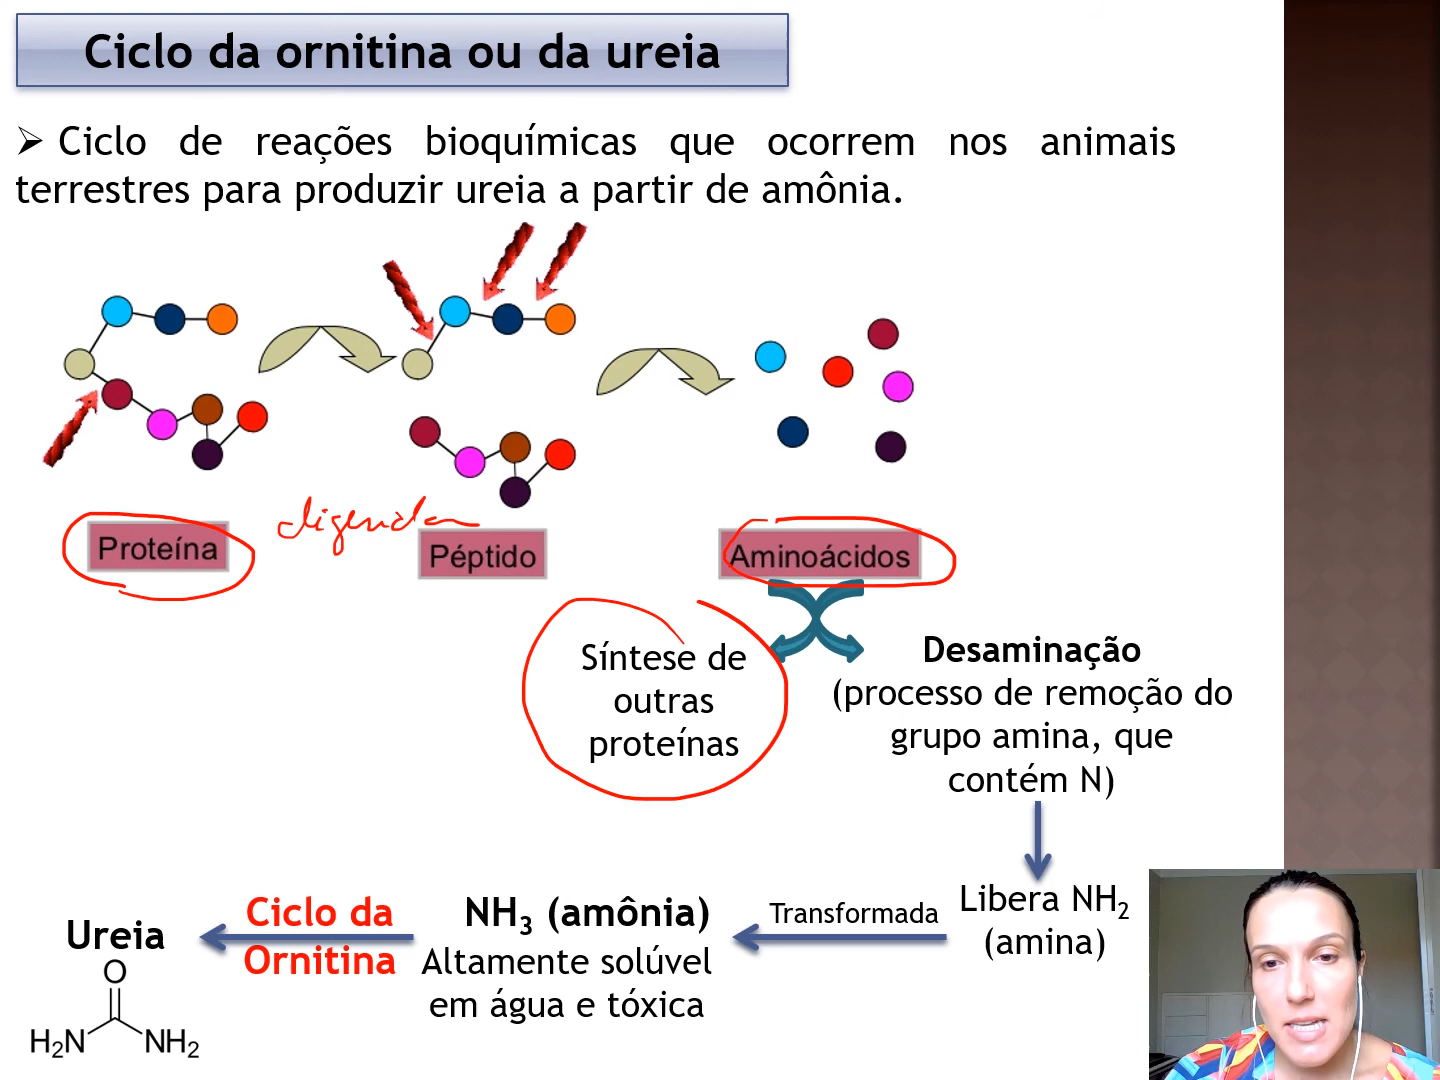 Ciclo da ornitina ou da ureia
➢ Ciclo de reações bioquímicas que ocorrem nos animais
terrestres para produzir ureia a partir de amônia.
Proteína
Péptido
Aminoácidos
Síntese de
outras
proteínas
Desaminação
(processo de remoção do
grupo amina, que
contém N)
Libera NH₂
(amina)
Transformada
NH₃ (amônia)
Altamente solúvel
em água e tóxica
Ciclo da
Ornitina
Ureia
O
H₂N NH₂